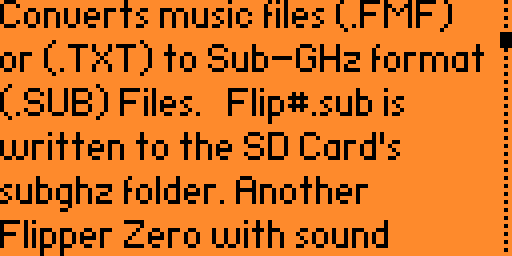 Converts music files (.FMF)
or (.TXT) to Sub-GHz format
(.SUB) Files.  Flip#.sub is
written to the SD Card's
subghz folder. Another
Flipper Zero with sound